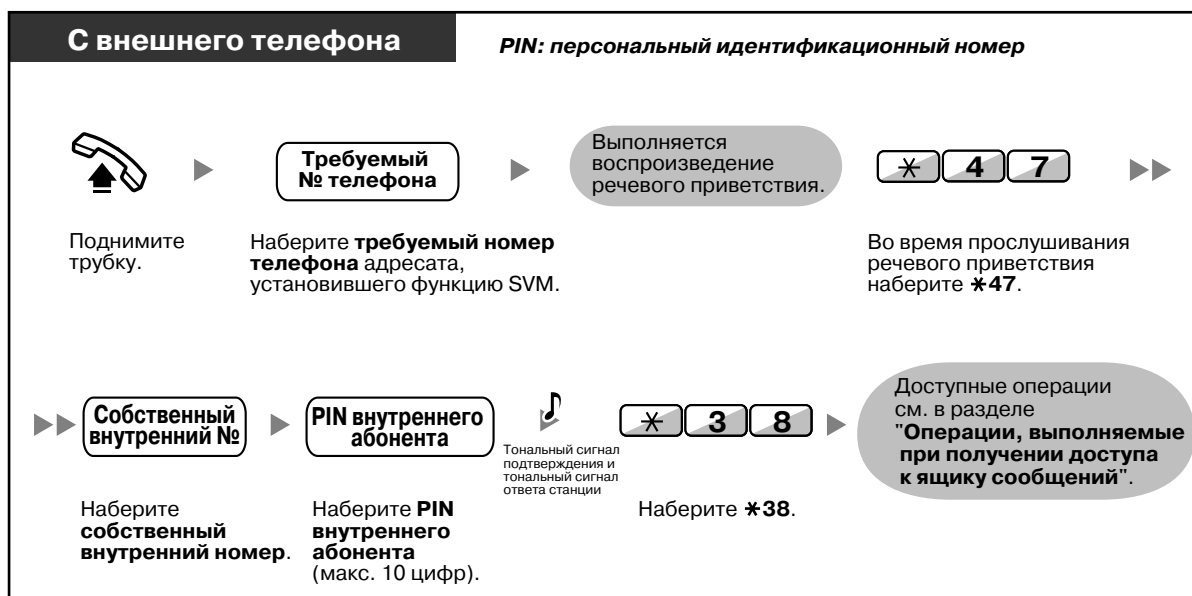 С внешнего телефона
PIN: персональный идентификационный номер
Требуемый
№ телефона
Выполняется
воспроизведение
речевого приветствия.
* 4 7
Поднимите
трубку.
Наберите требуемый номер
телефона адресата,
установившего функцию SVM.
Во время прослушивания
речевого приветствия
наберите *47.
Собственный
внутренний №
PIN внутреннего
абонента
Тональный сигнал
подтверждения и
тональный сигнал
ответа станции
* 3 8
Доступные операции
см. в разделе
"Операции, выполняемые
при получении доступа
к ящику сообщений".
Наберите
собственный
внутренний номер.
Наберите PIN
внутреннего
абонента
(макс. 10 цифр).
Наберите *38.